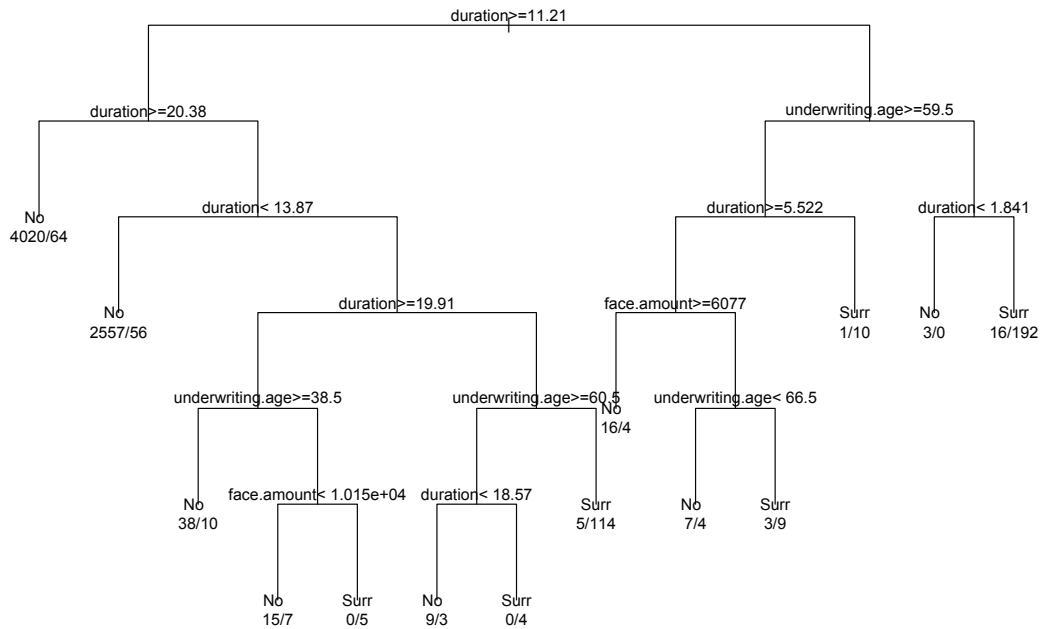 duration>=11.21
duration>=20.38
underwriting.age>=59.5
duration< 13.87
duration>=5.522
duration< 1.841
No
4020/64
duration>=19.91
face.amount>=6077
No
2557/56
Surr
1/10
No
3/0
Surr
16/192
underwriting.age>=38.5
underwriting.age>=60.5
No
16/4
underwriting.age< 66.5
face.amount< 1.015e+04
duration< 18.57
No
38/10
Surr
5/114
No
7/4
Surr
3/9
No
15/7
Surr
0/5
No
9/3
Surr
0/4